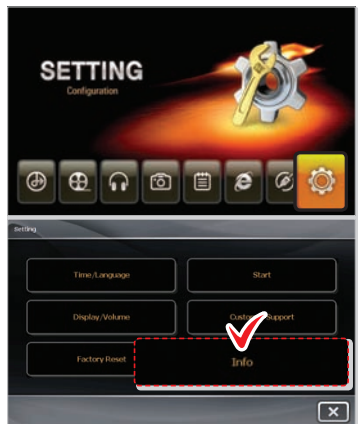 SETTING
Configuration
Setting
Time/Language
Start
Display/Volume
Customer Support
Factory Reset
Info